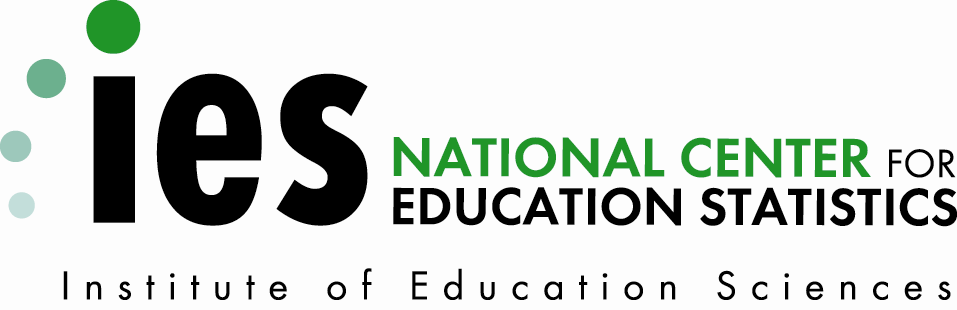 ies
NATIONAL CENTER FOR
EDUCATION STATISTICS
Institute of Education Sciences